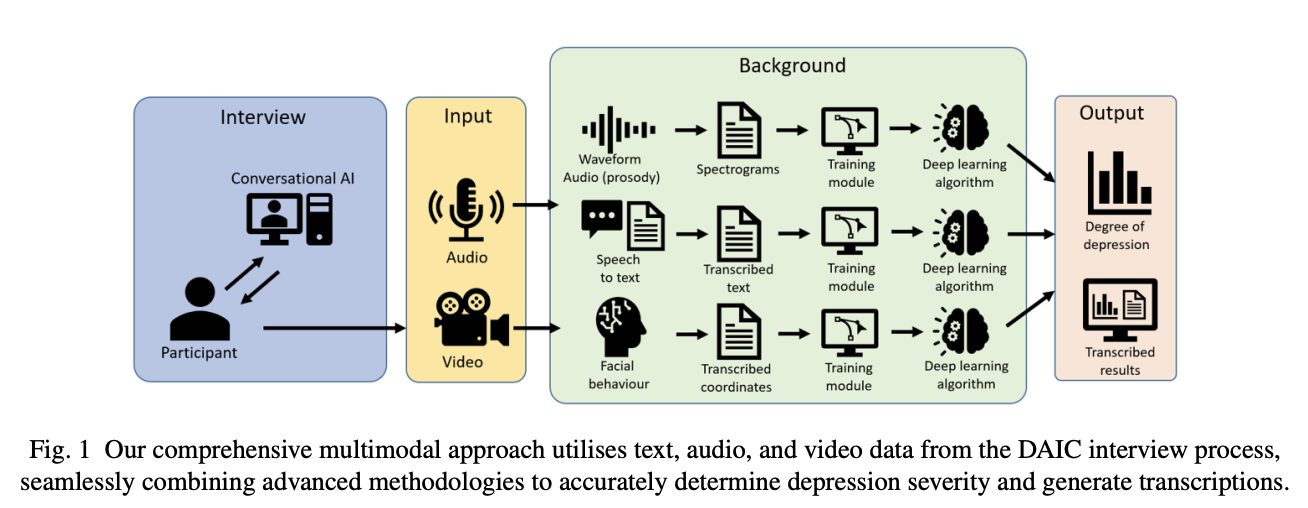 Interview
Conversational AI
Participant
Input
Audio
Video
Background
Waveform
Audio (prosody)
Spectrograms
Training
module
Deep learning
algorithm
Speech
to text
Transcribed
text
Training
module
Deep learning
algorithm
Facial
behaviour
Transcribed
coordinates
Training
module
Deep learning
algorithm
Output
Degree of
depression
Transcribed
results
Fig. 1 Our comprehensive multimodal approach utilises text, audio, and video data from the DAIC interview process,
seamlessly combining advanced methodologies to accurately determine depression severity and generate transcriptions.